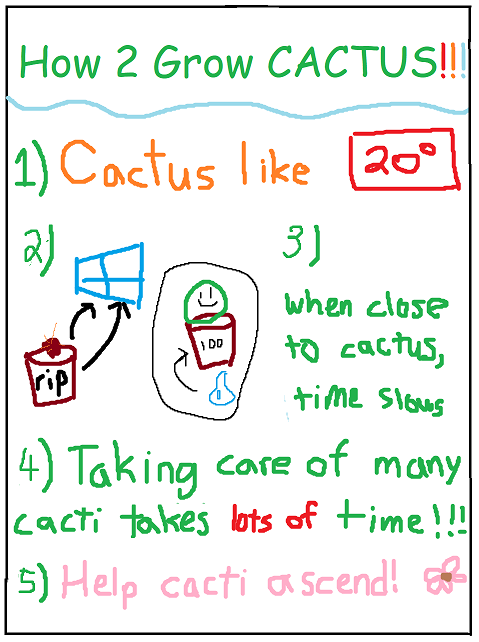 How 2 Grow CACTUS!!!
1) Cactus like 20°
2)
rip
100
3)
when close
to cactus,
time slows
4) Taking care of many
cacti takes lots of time!!!
5) Help cacti ascend!